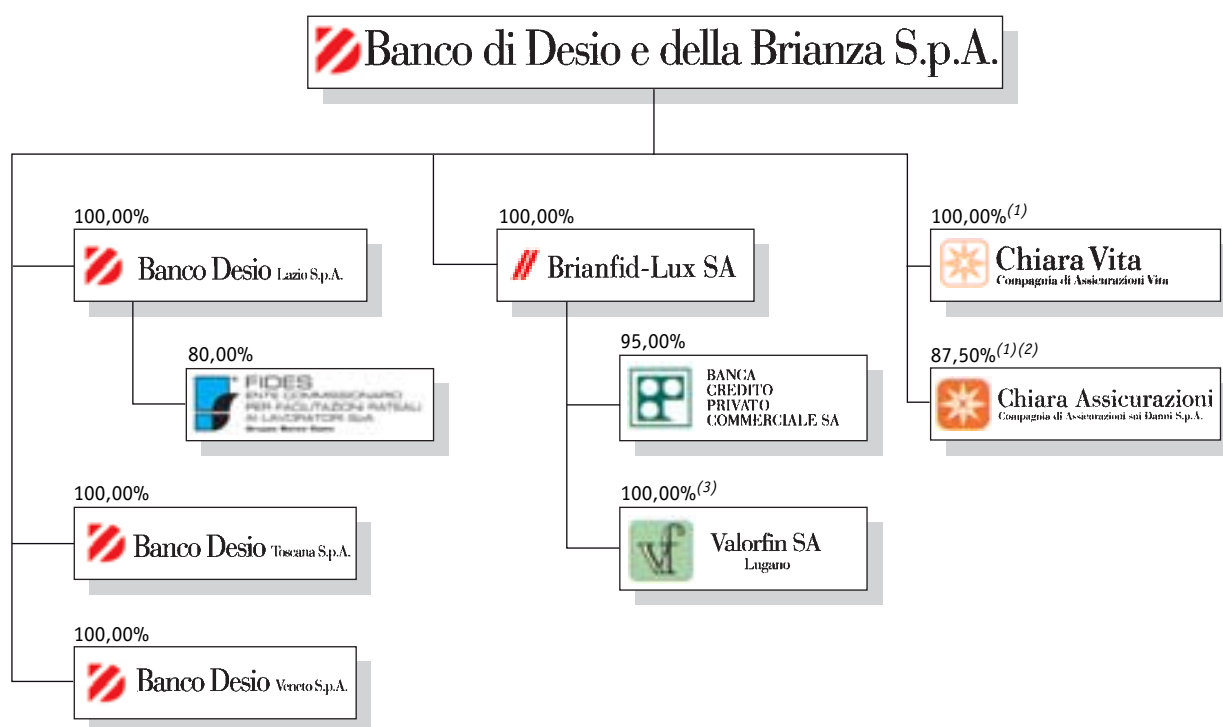 Banco di Desio e della Brianza S.p.A.
100,00%
Banco Desio Lazio S.p.A.
80,00%
FIDES
ENTE COMMISSIONARIO
PER FACILITAZIONI RATEALI
AI LAVORATORI S.p.A.
100,00%
Banco Desio Toscana S.p.A.
100,00%
Banco Desio Veneto S.p.A.
100,00%
Brianfid-Lux SA
95,00%
BANCA
CREDITO
PRIVATO
COMMERCIALE SA
100,00%(3)
vf
Valorfin SA
Lugano
100,00%(1)
Chiara Vita
Compagnia di Assicurazioni Vita
87,50%(1)(2)
Chiara Assicurazioni
Compagnia di Assicurazioni sui Danni S.p.A.